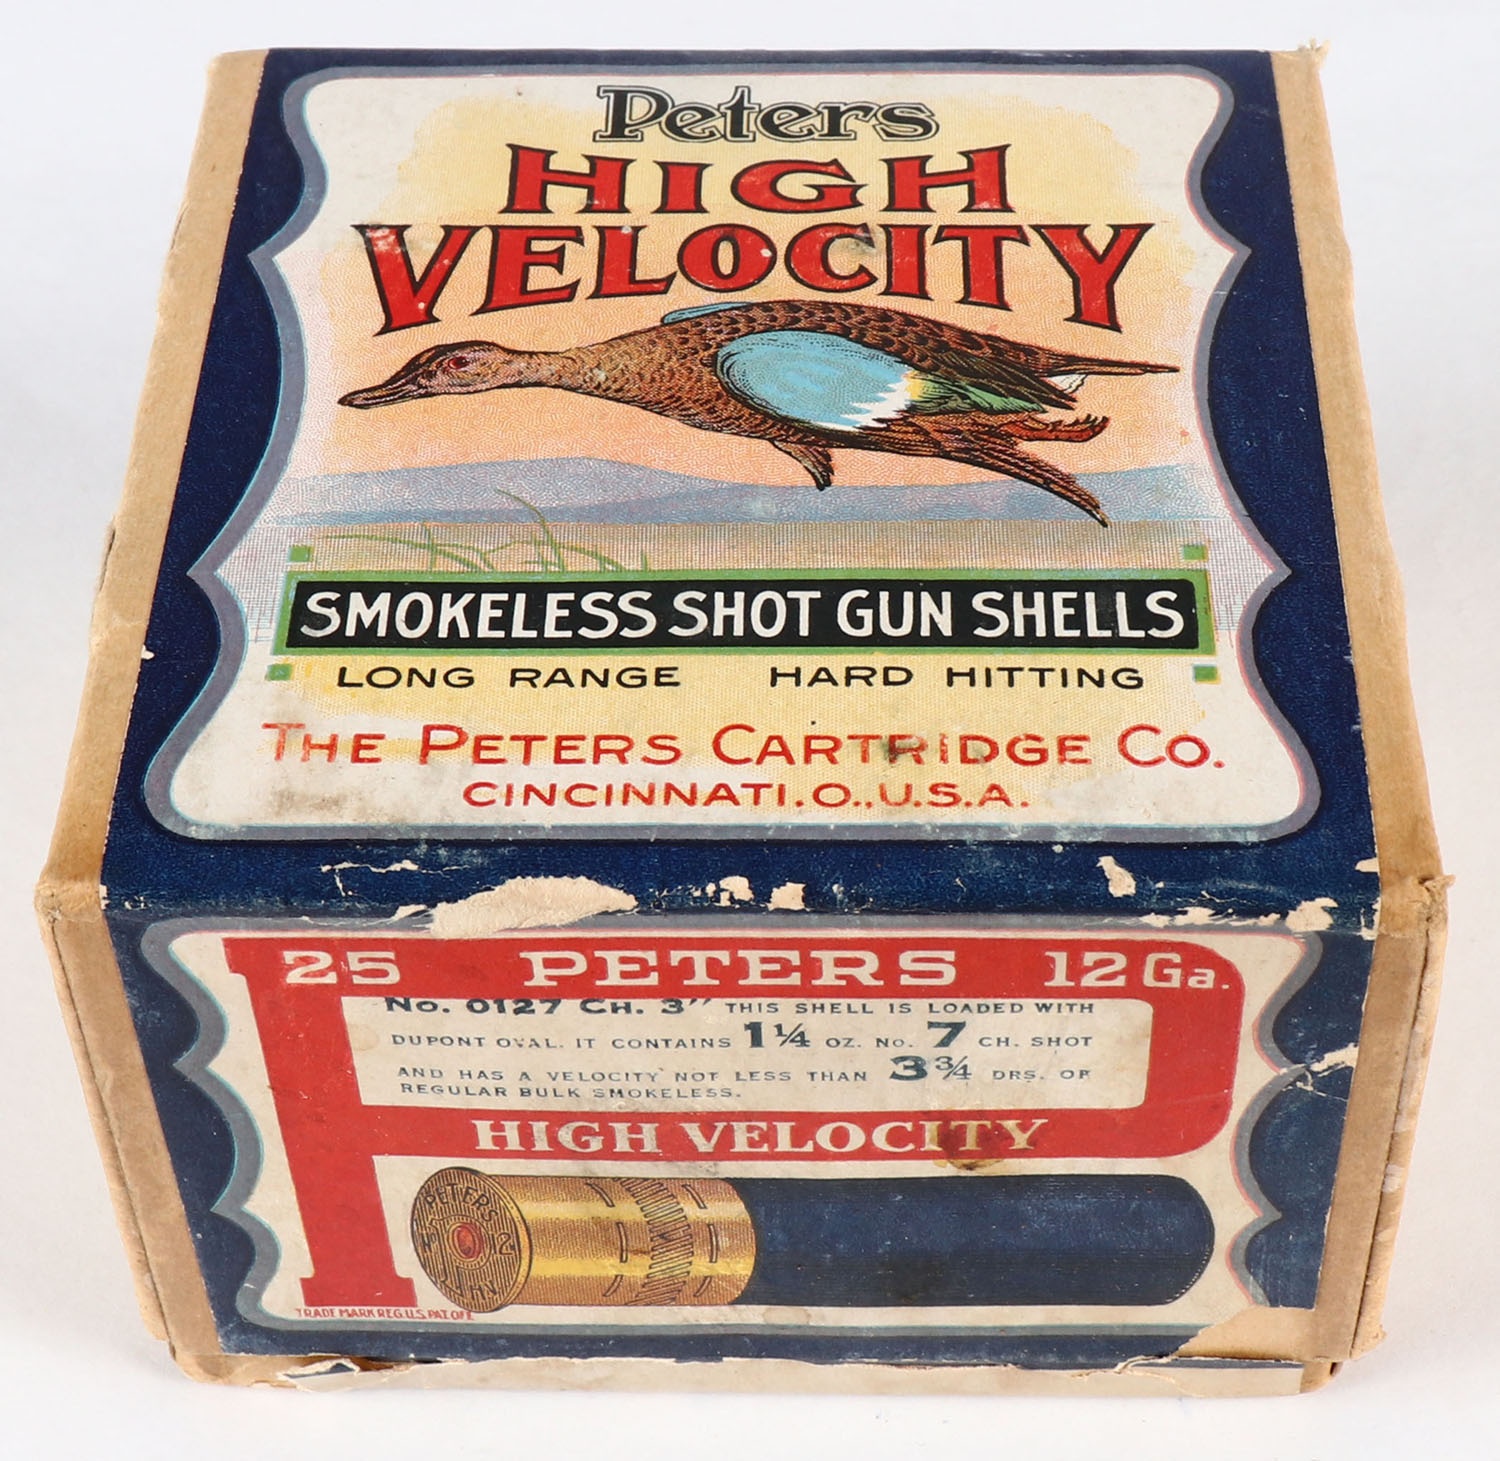 Peters
HIGH
VELOCITY
SMOKELESS SHOT GUN SHELLS
LONG RANGE HARD HITTING
THE PETERS CARTRIDGE CO.
CINCINNATI. O., U.S.A.
25 PETERS 12 Ga.
No. 0127 CH. 3" THIS SHELL IS LOADED WITH
DUPONT OVAL. IT CONTAINS 1¼ OZ. No. 7 CH. SHOT
AND HAS A VELOCITY NOT LESS THAN 3¾ DRS. OF
REGULAR BULK SMOKELESS.
HIGH VELOCITY
PETERS
12
TRADE MARK REG. U.S. PAT. OFF.